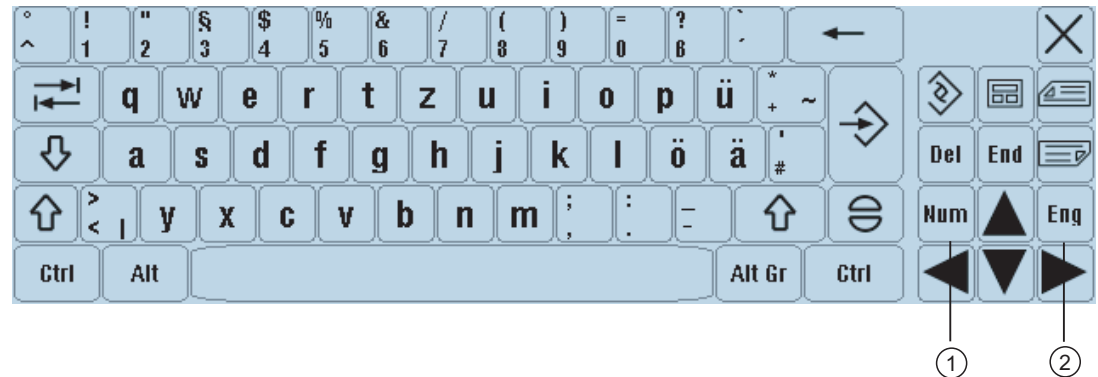 ° ! " § $ % & / ( ) = ? `
^ 1 2 3 4 5 6 7 8 9 0 ß ´
q w e r t z u i o p ü * + ~
a s d f g h j k l ö ä ' # Del End
> < | y x c v b n m ; , : . _ - Num Eng
Ctrl Alt Alt Gr Ctrl
1 2